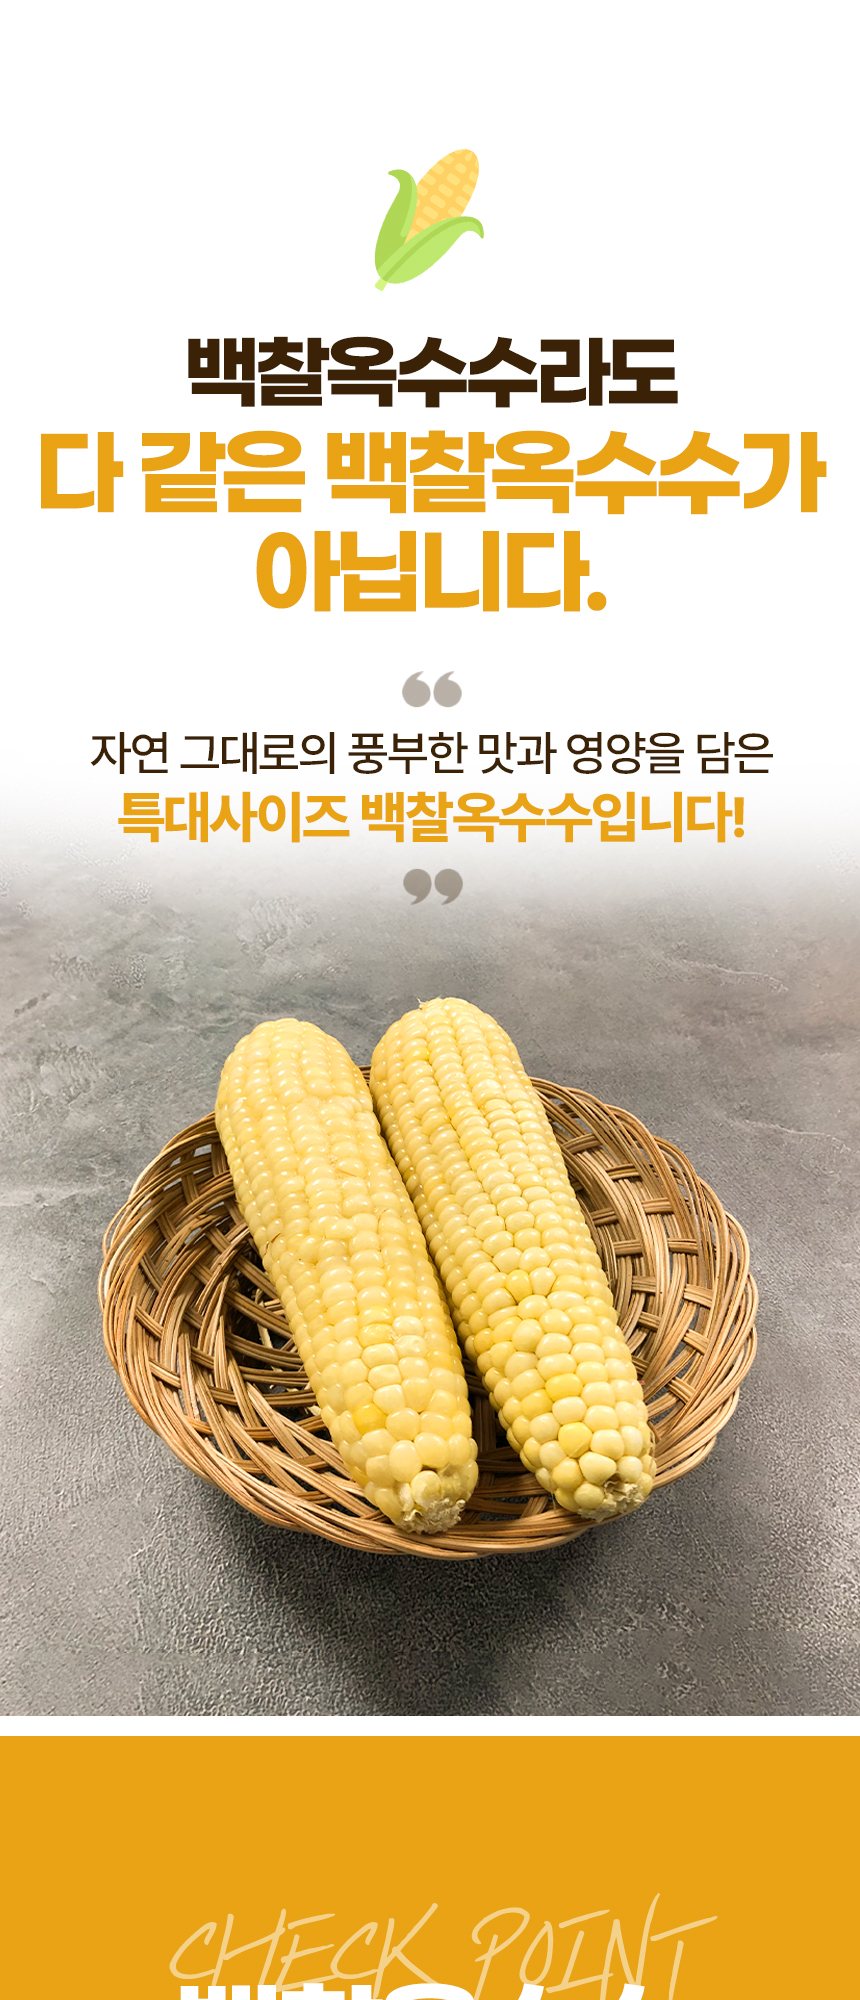 백찰옥수수라도
다 같은 백찰옥수수가
아닙니다.
“
자연 그대로의 풍부한 맛과 영양을 담은
특대사이즈 백찰옥수수입니다!
”
CHECK POINT